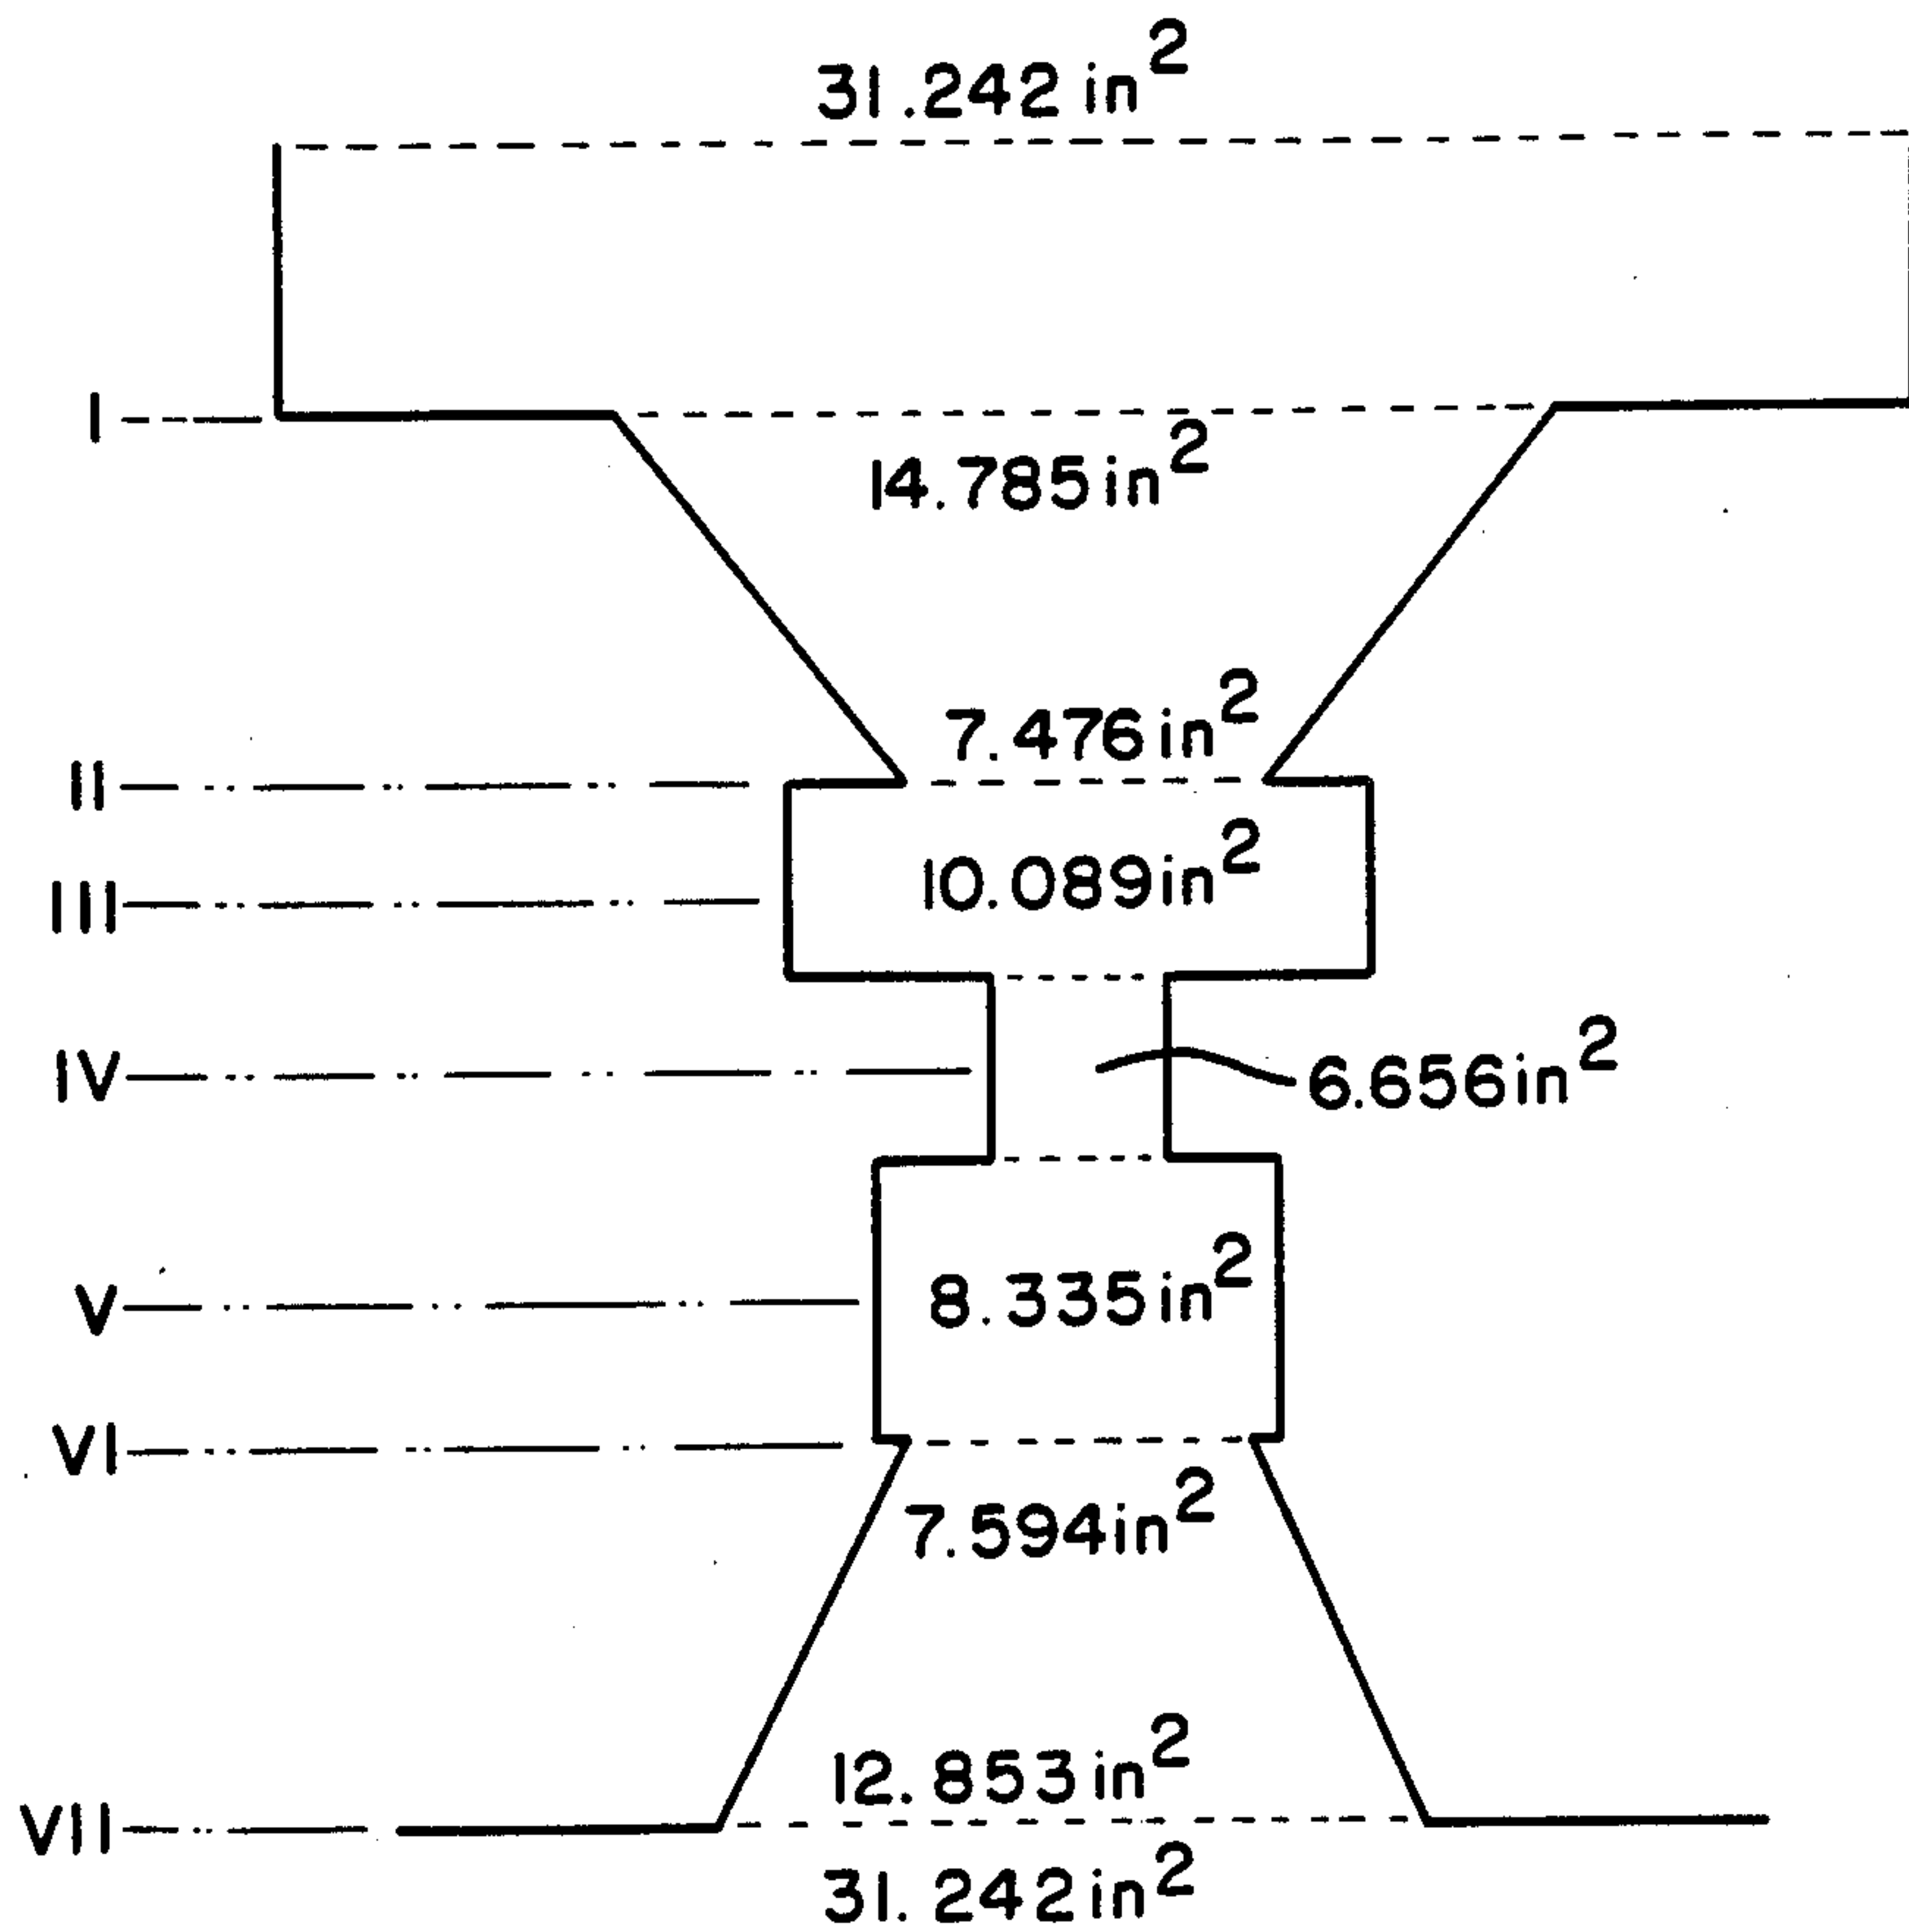 31.242 in²
I
14.785 in²
7.476 in²
II
10.089 in²
III
IV
6.656 in²
V
8.335 in²
VI
7.594 in²
12.853 in²
VII
31.242 in²